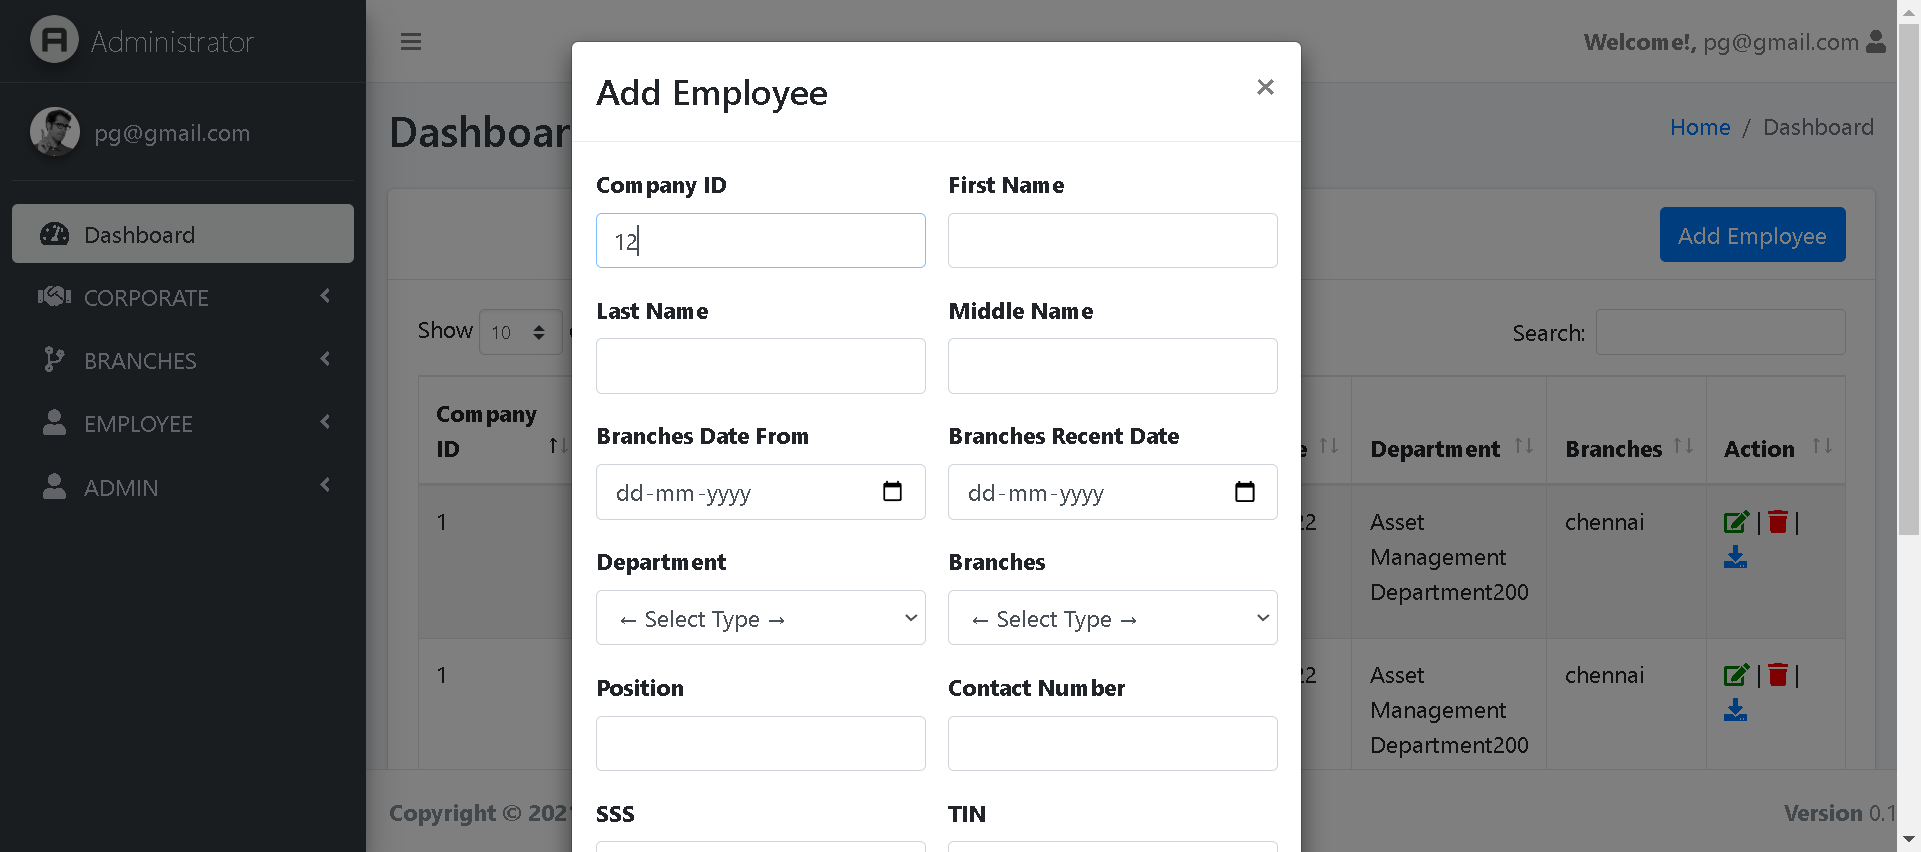 Administrator
Welcome!, pg@gmail.com
pg@gmail.com
Dashboard
CORPORATE
BRANCHES
EMPLOYEE
ADMIN
Dashboar
Home / Dashboard
Add Employee
Show 10
Search:
Company ID
Department
Branches
Action
1
22
Asset Management Department200
chennai
| |
1
22
Asset Management Department200
chennai
| |
Copyright © 202
Version 0.1
Add Employee
×
Company ID
First Name
12
Last Name
Middle Name
Branches Date From
Branches Recent Date
dd-mm-yyyy
dd-mm-yyyy
Department
Branches
← Select Type →
← Select Type →
Position
Contact Number
SSS
TIN